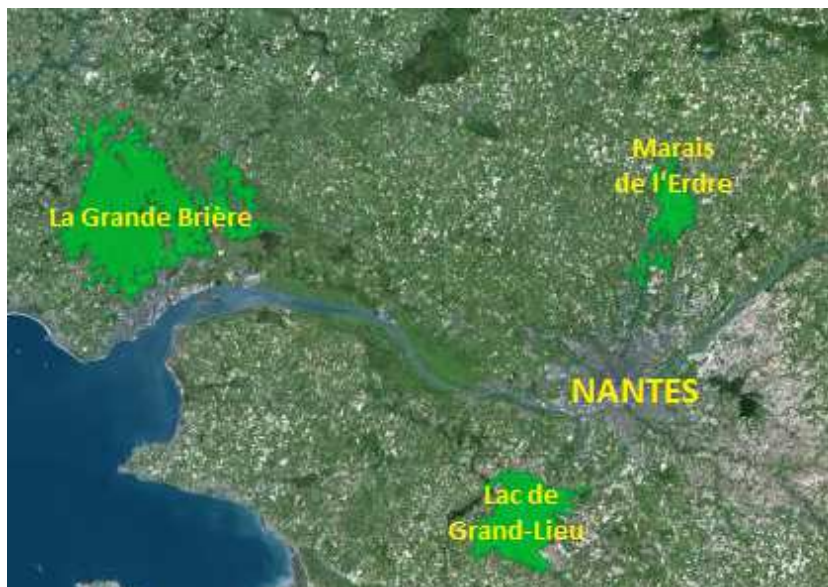 Marais
de l'Erdre
La Grande Brière
NANTES
Lac de
Grand-Lieu